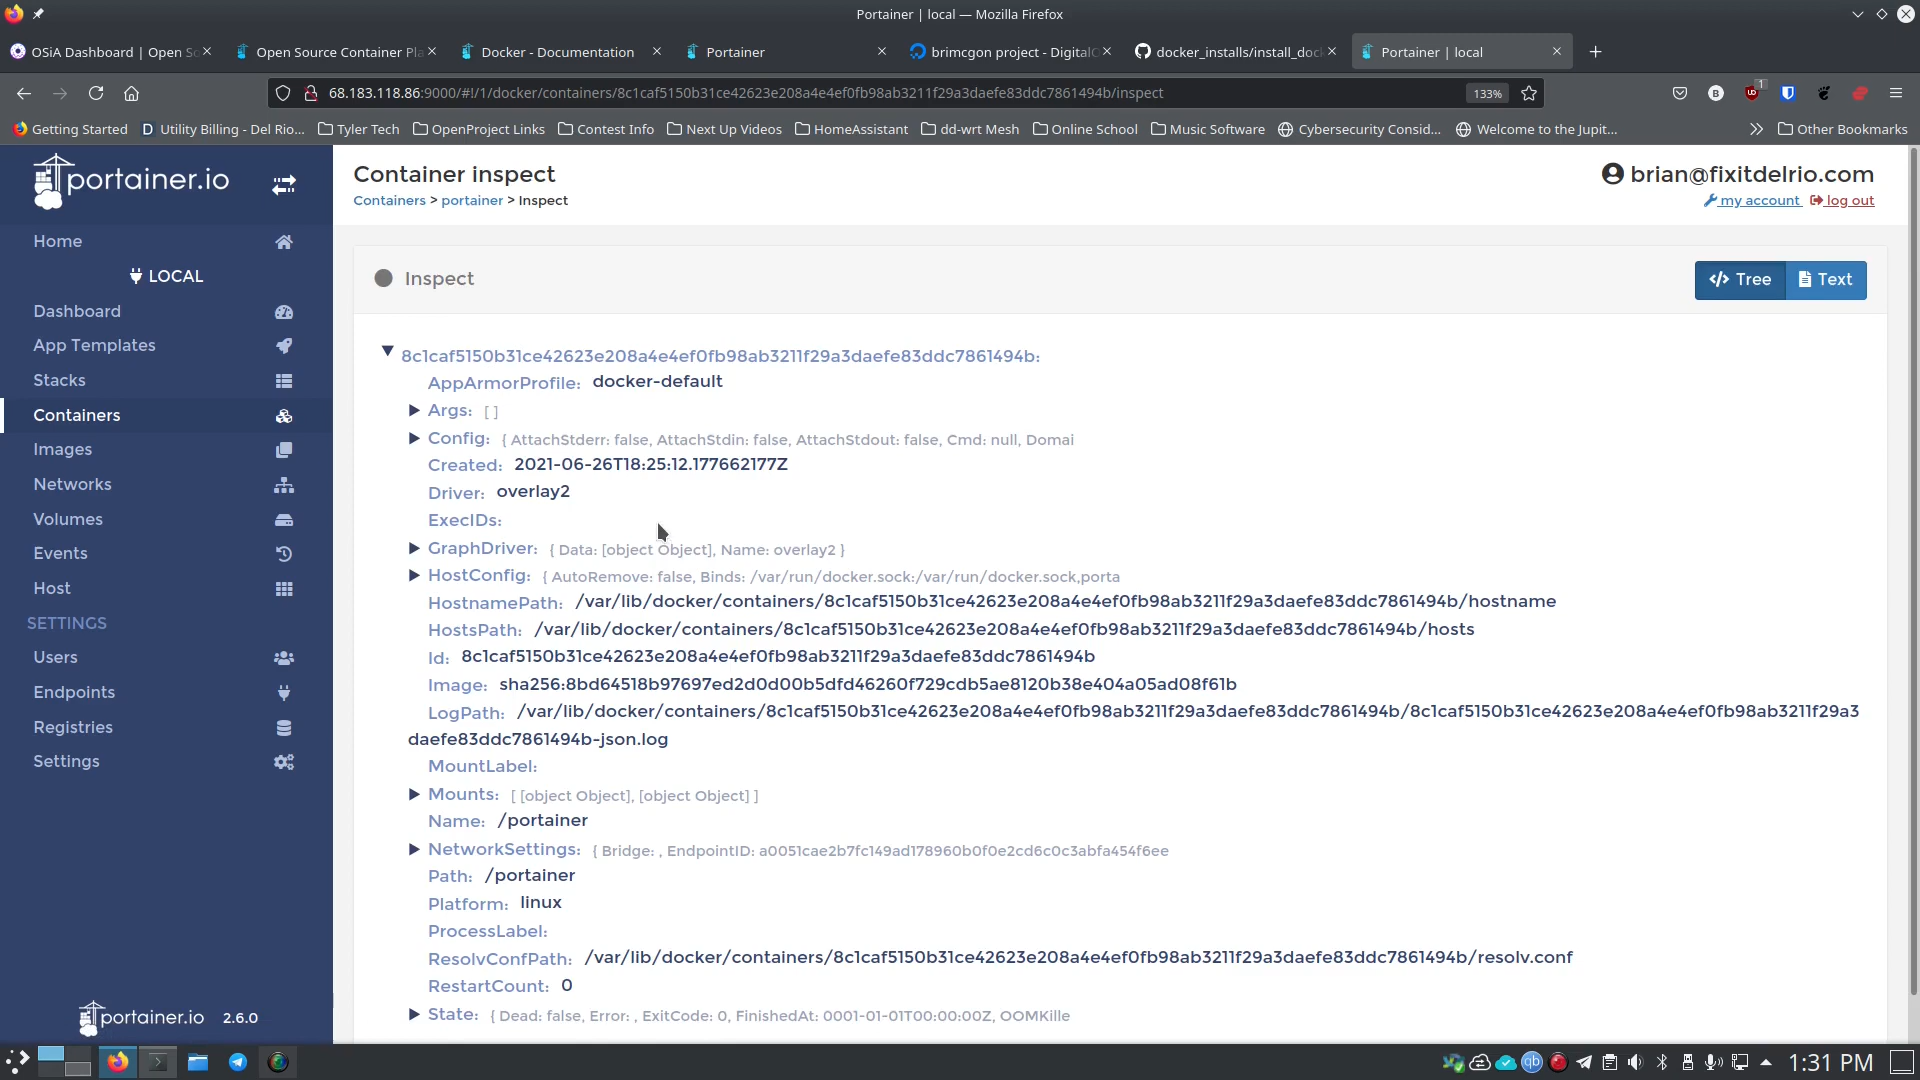 Portainer | local — Mozilla Firefox
OSiA Dashboard | Open So
Open Source Container Pla
Docker - Documentation
Portainer
brimcgon project - DigitalO
docker_installs/install_dock
Portainer | local
68.183.118.86:9000/#!/1/docker/containers/8c1caf5150b31ce42623e208a4e4ef0fb98ab3211f29a3daefe83ddc7861494b/inspect
133%
1
Getting Started
Utility Billing - Del Rio...
Tyler Tech
OpenProject Links
Contest Info
Next Up Videos
HomeAssistant
dd-wrt Mesh
Online School
Music Software
Cybersecurity Consid...
Welcome to the Jupit...
Other Bookmarks
portainer.io
Home
LOCAL
Dashboard
App Templates
Stacks
Containers
Images
Networks
Volumes
Events
Host
SETTINGS
Users
Endpoints
Registries
Settings
portainer.io 2.6.0
Container inspect
Containers > portainer > Inspect
brian@fixitdelrio.com
my account log out
Inspect
Tree Text
8c1caf5150b31ce42623e208a4e4ef0fb98ab3211f29a3daefe83ddc7861494b:
AppArmorProfile: docker-default
Args: [ ]
Config: { AttachStderr: false, AttachStdin: false, AttachStdout: false, Cmd: null, Domai
Created: 2021-06-26T18:25:12.177662177Z
Driver: overlay2
ExecIDs:
GraphDriver: { Data: [object Object], Name: overlay2 }
HostConfig: { AutoRemove: false, Binds: /var/run/docker.sock:/var/run/docker.sock,porta
HostnamePath: /var/lib/docker/containers/8c1caf5150b31ce42623e208a4e4ef0fb98ab3211f29a3daefe83ddc7861494b/hostname
HostsPath: /var/lib/docker/containers/8c1caf5150b31ce42623e208a4e4ef0fb98ab3211f29a3daefe83ddc7861494b/hosts
Id: 8c1caf5150b31ce42623e208a4e4ef0fb98ab3211f29a3daefe83ddc7861494b
Image: sha256:8bd64518b97697ed2d0d00b5dfd46260f729cdb5ae8120b38e404a05ad08f61b
LogPath: /var/lib/docker/containers/8c1caf5150b31ce42623e208a4e4ef0fb98ab3211f29a3daefe83ddc7861494b/8c1caf5150b31ce42623e208a4e4ef0fb98ab3211f29a3
daefe83ddc7861494b-json.log
MountLabel:
Mounts: [ [object Object], [object Object] ]
Name: /portainer
NetworkSettings: { Bridge: , EndpointID: a0051cae2b7fc149ad178960b0f0e2cd6c0c3abfa454f6ee
Path: /portainer
Platform: linux
ProcessLabel:
ResolvConfPath: /var/lib/docker/containers/8c1caf5150b31ce42623e208a4e4ef0fb98ab3211f29a3daefe83ddc7861494b/resolv.conf
RestartCount: 0
State: { Dead: false, Error: , ExitCode: 0, FinishedAt: 0001-01-01T00:00:00Z, OOMKille
1:31 PM